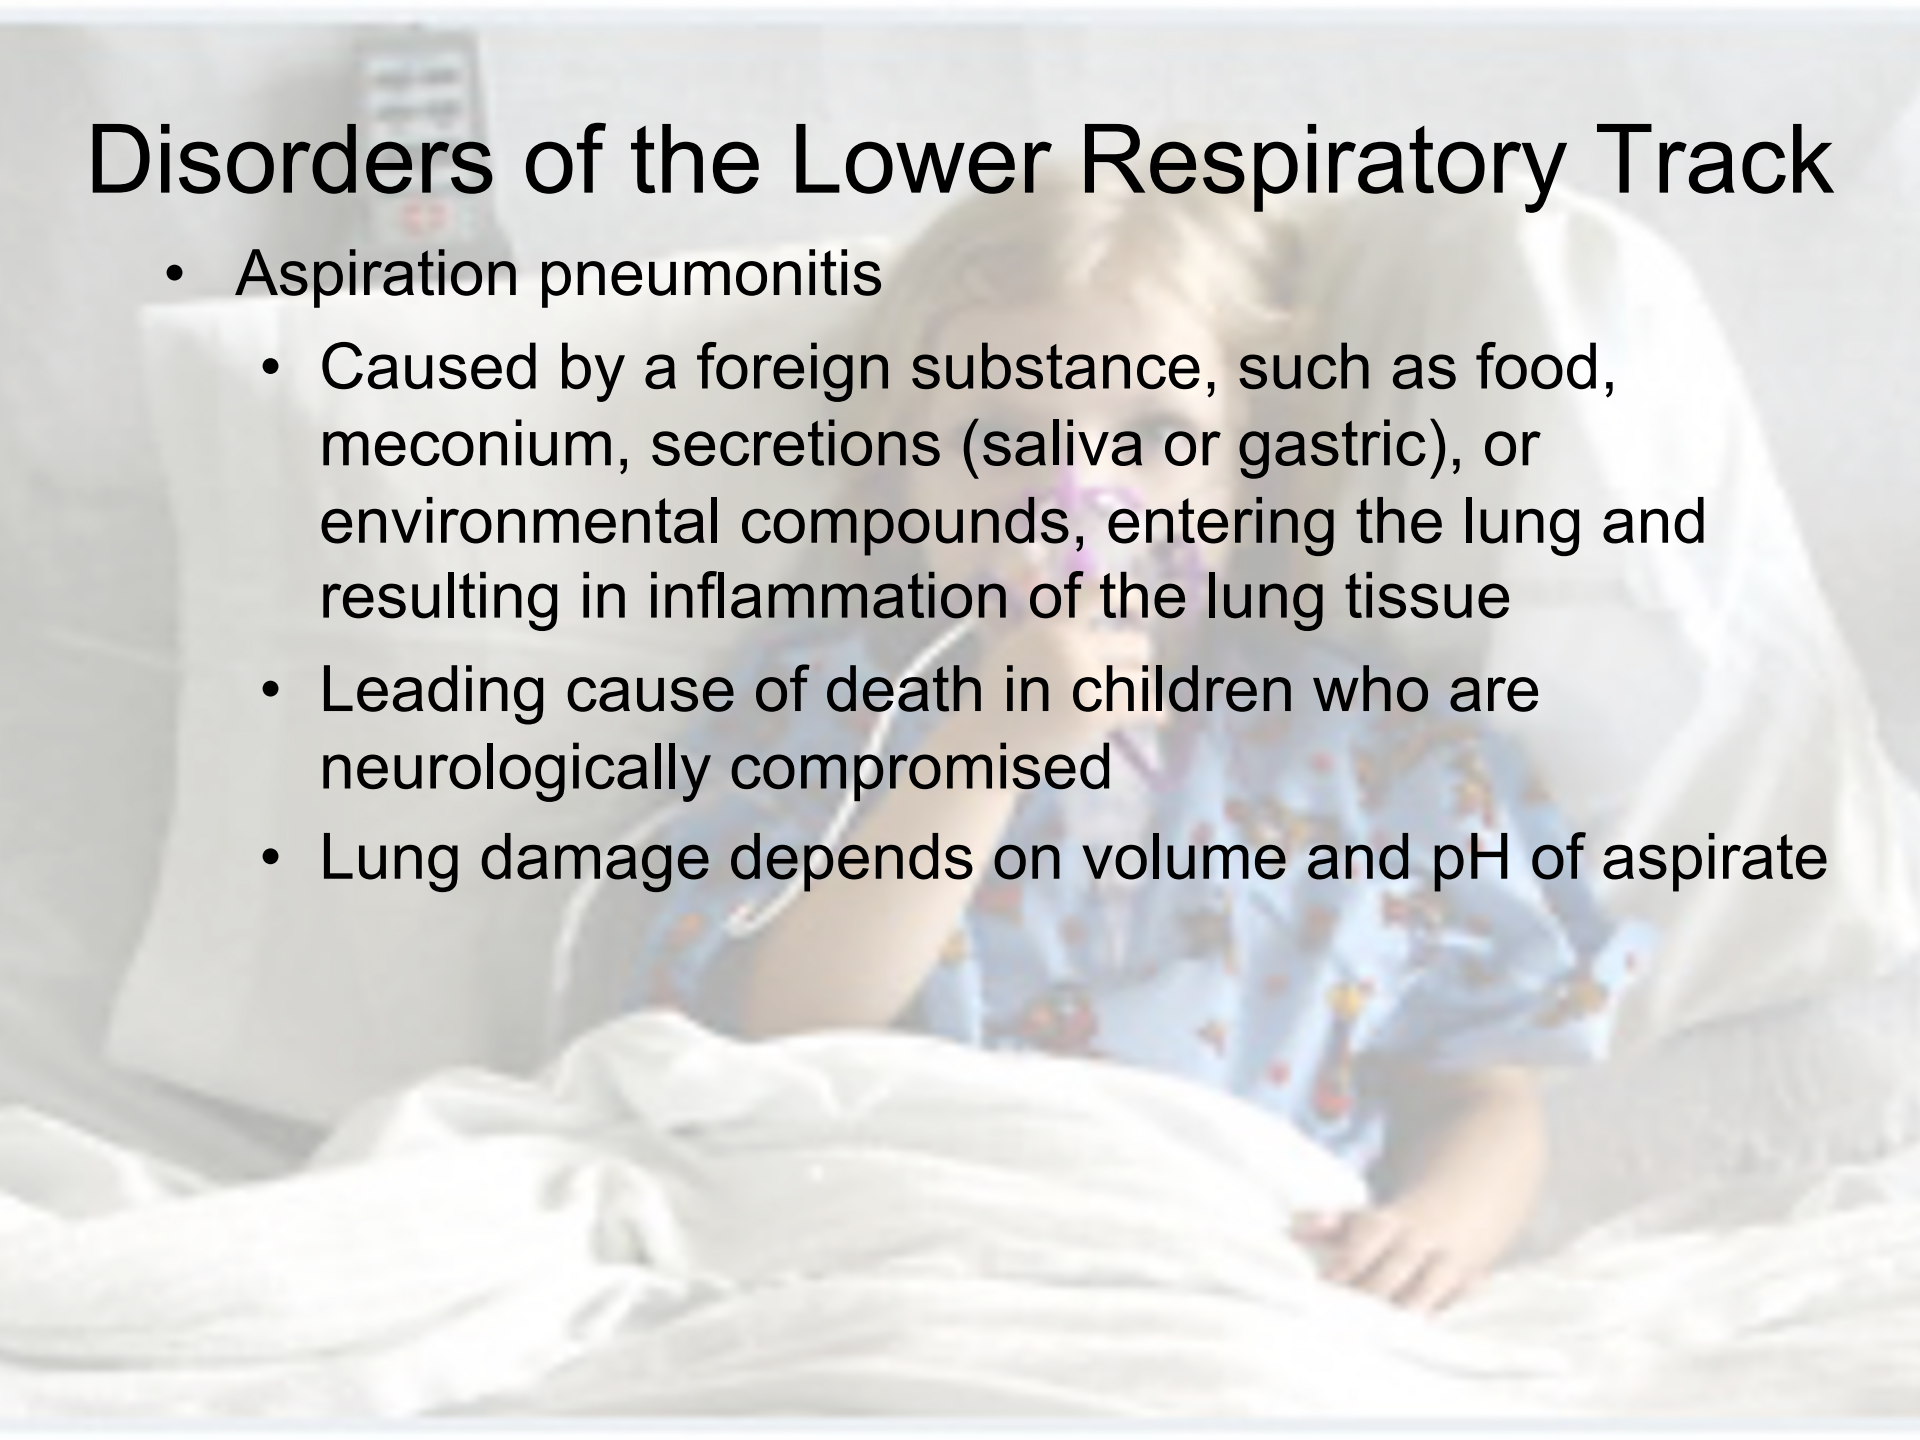 Disorders of the Lower Respiratory Track
• Aspiration pneumonitis
• Caused by a foreign substance, such as food,
meconium, secretions (saliva or gastric), or
environmental compounds, entering the lung and
resulting in inflammation of the lung tissue
• Leading cause of death in children who are
neurologically compromised
• Lung damage depends on volume and pH of aspirate